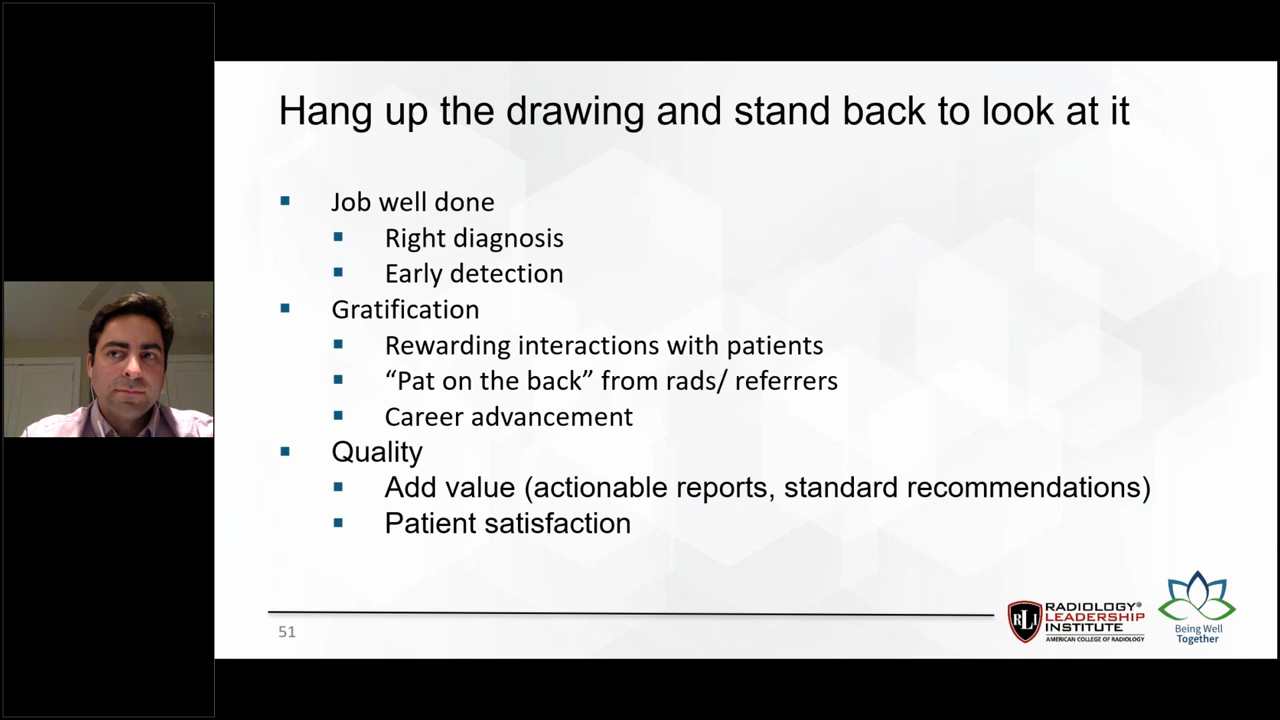 Hang up the drawing and stand back to look at it
Job well done
Right diagnosis
Early detection
Gratification
Rewarding interactions with patients
“Pat on the back” from rads/ referrers
Career advancement
Quality
Add value (actionable reports, standard recommendations)
Patient satisfaction
51
RLI
RADIOLOGY®
LEADERSHIP
INSTITUTE
AMERICAN COLLEGE OF RADIOLOGY
Being Well
Together